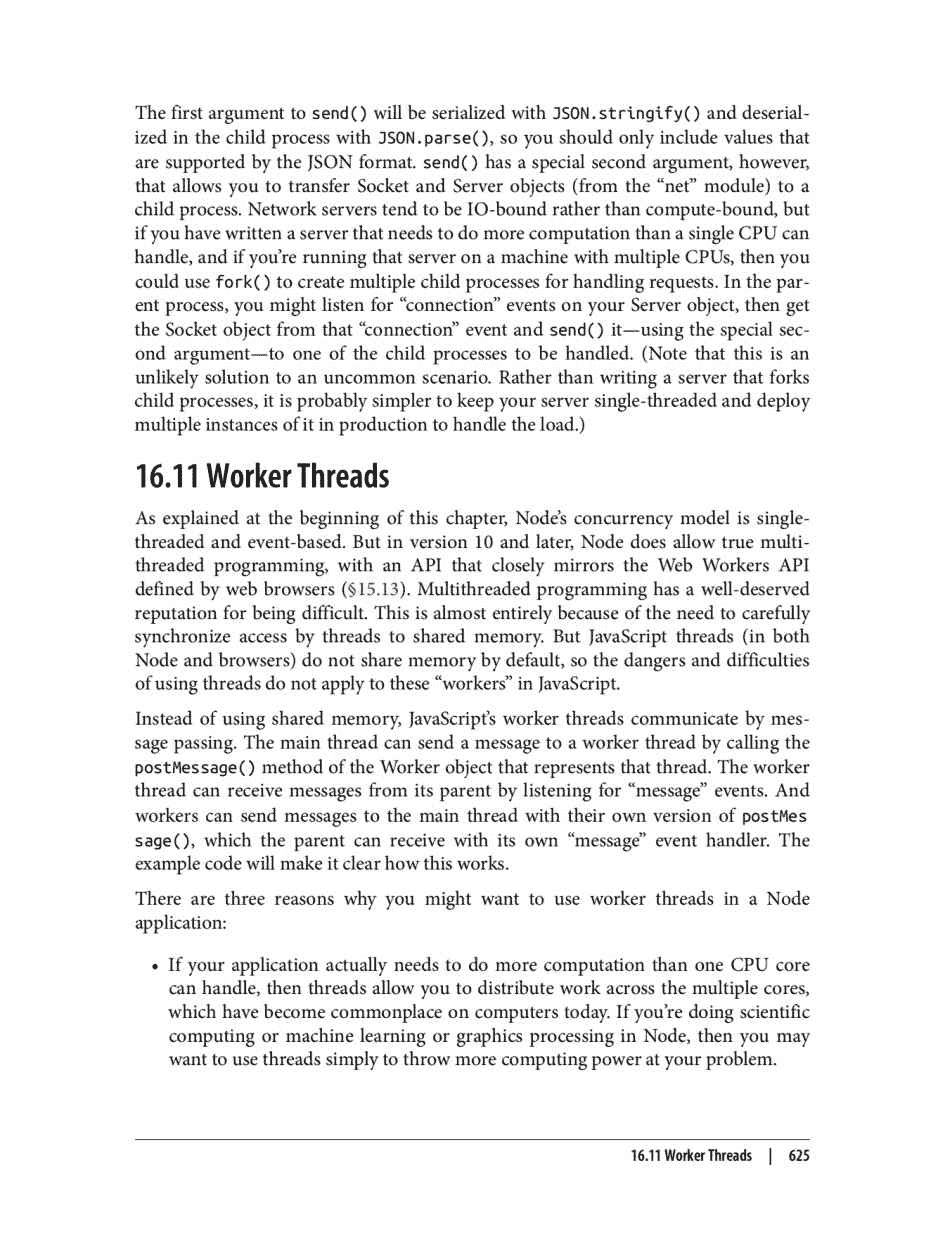 The first argument to send() will be serialized with JSON.stringify() and deserial-
ized in the child process with JSON.parse(), so you should only include values that
are supported by the JSON format. send() has a special second argument, however,
that allows you to transfer Socket and Server objects (from the “net” module) to a
child process. Network servers tend to be IO-bound rather than compute-bound, but
if you have written a server that needs to do more computation than a single CPU can
handle, and if you’re running that server on a machine with multiple CPUs, then you
could use fork() to create multiple child processes for handling requests. In the par-
ent process, you might listen for “connection” events on your Server object, then get
the Socket object from that “connection” event and send() it—using the special sec-
ond argument—to one of the child processes to be handled. (Note that this is an
unlikely solution to an uncommon scenario. Rather than writing a server that forks
child processes, it is probably simpler to keep your server single-threaded and deploy
multiple instances of it in production to handle the load.)
16.11 Worker Threads
As explained at the beginning of this chapter, Node’s concurrency model is single-
threaded and event-based. But in version 10 and later, Node does allow true multi-
threaded programming, with an API that closely mirrors the Web Workers API
defined by web browsers (§15.13). Multithreaded programming has a well-deserved
reputation for being difficult. This is almost entirely because of the need to carefully
synchronize access by threads to shared memory. But JavaScript threads (in both
Node and browsers) do not share memory by default, so the dangers and difficulties
of using threads do not apply to these “workers” in JavaScript.
Instead of using shared memory, JavaScript’s worker threads communicate by mes-
sage passing. The main thread can send a message to a worker thread by calling the
postMessage() method of the Worker object that represents that thread. The worker
thread can receive messages from its parent by listening for “message” events. And
workers can send messages to the main thread with their own version of postMes
sage(), which the parent can receive with its own “message” event handler. The
example code will make it clear how this works.
There are three reasons why you might want to use worker threads in a Node
application:
• If your application actually needs to do more computation than one CPU core
can handle, then threads allow you to distribute work across the multiple cores,
which have become commonplace on computers today. If you’re doing scientific
computing or machine learning or graphics processing in Node, then you may
want to use threads simply to throw more computing power at your problem.
16.11 Worker Threads | 625